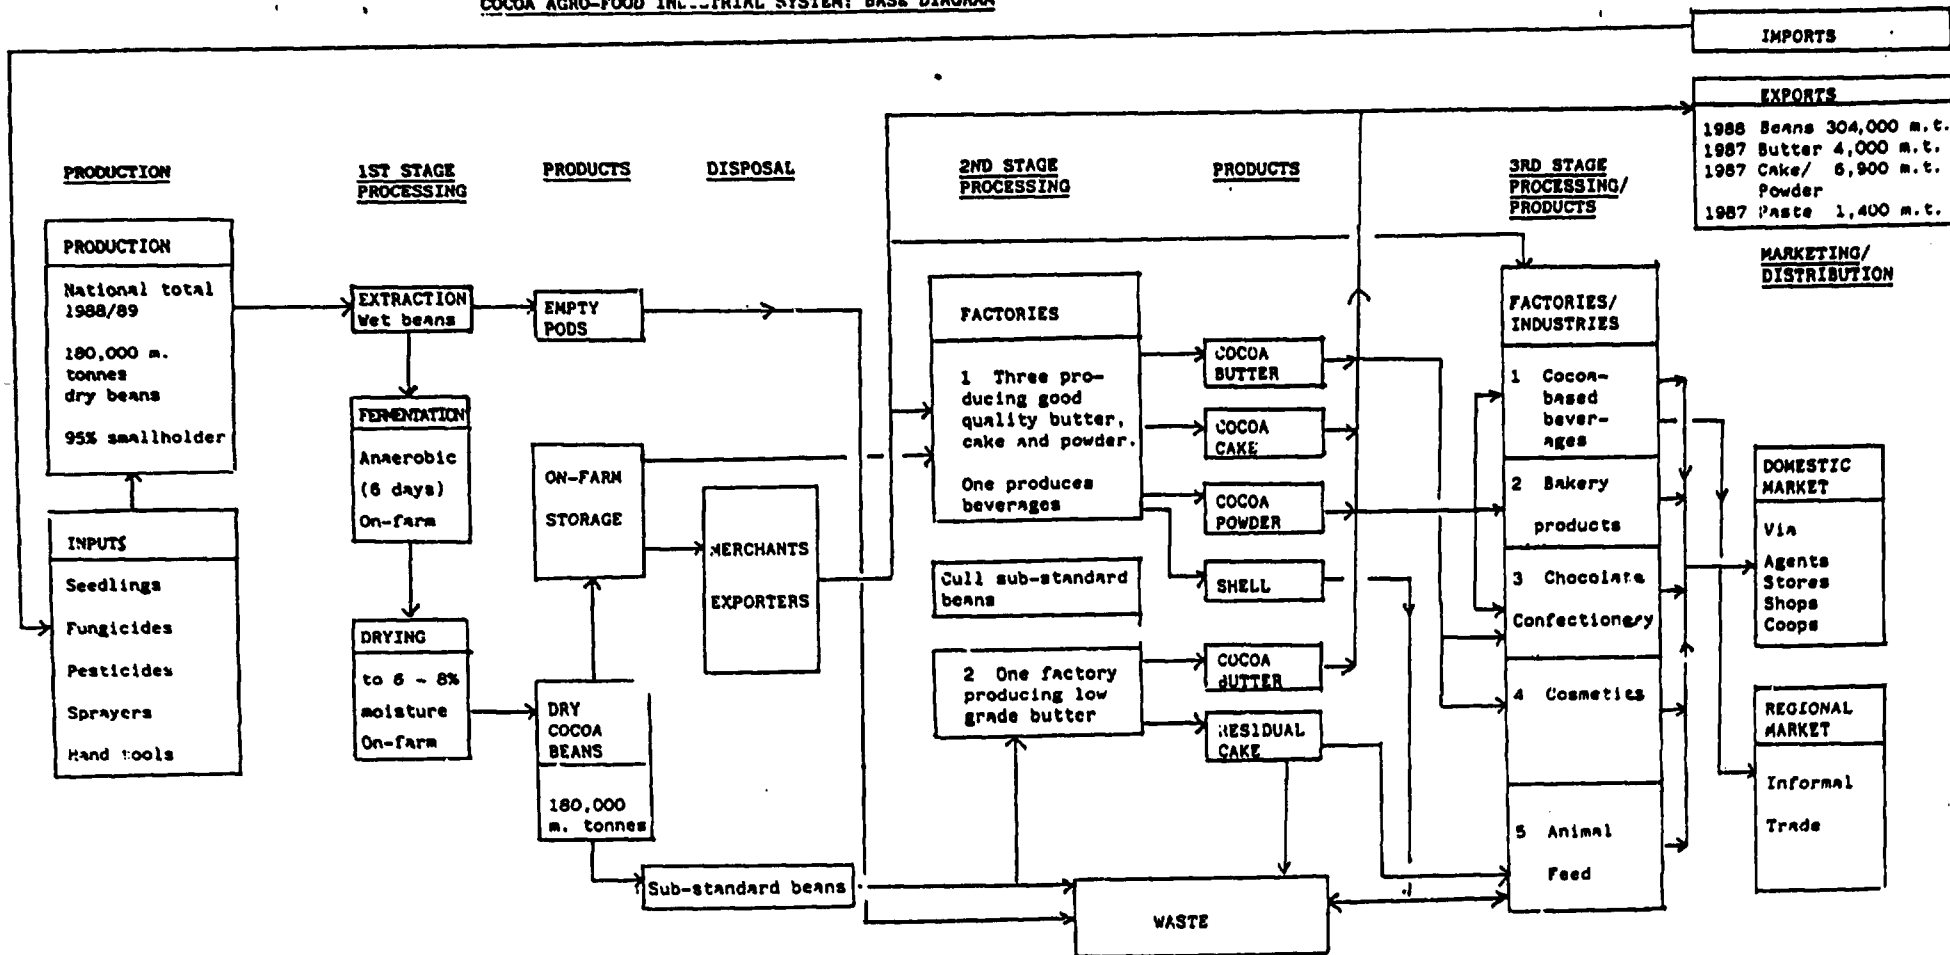 COCOA AGRO-FOOD SYSTEM: BASE DIAGRAM
IMPORTS
EXPORTS
1988 Beans 304,000 m.t.
1987 Butter 4,000 m.t.
1987 Cake/ 6,900 m.t.
Powder
1987 Paste 1,400 m.t.
PRODUCTION
1ST STAGE
PROCESSING
PRODUCTS
DISPOSAL
2ND STAGE
PROCESSING
PRODUCTS
3RD STAGE
PROCESSING/
PRODUCTS
MARKETING/
DISTRIBUTION
PRODUCTION
National total
1988/89
180,000 m.
tonnes
dry beans
95% smallholder
INPUTS
Seedlings
Fungicides
Pesticides
Sprayers
Hand tools
EXTRACTION
Wet beans
FERMENTATION
Anaerobic
(6 days)
On-farm
DRYING
to 6 - 8%
moisture
On-farm
EMPTY
PODS
ON-FARM
STORAGE
DRY
COCOA
BEANS
180,000
m. tonnes
Sub-standard beans
MERCHANTS
EXPORTERS
FACTORIES
1 Three pro-
ducing good
quality butter,
cake and powder.
One produces
beverages
Cull sub-standard
beans
2 One factory
producing low
grade butter
COCOA
BUTTER
COCOA
CAKE
COCOA
POWDER
SHELL
COCOA
BUTTER
RESIDUAL
CAKE
WASTE
FACTORIES/
INDUSTRIES
1 Cocoa-
based
bever-
ages
2 Bakery
products
3 Chocolate
Confectionery
4 Cosmetics
5 Animal
Feed
DOMESTIC
MARKET
Via
Agents
Stores
Shops
Coops
REGIONAL
MARKET
Informal
Trade